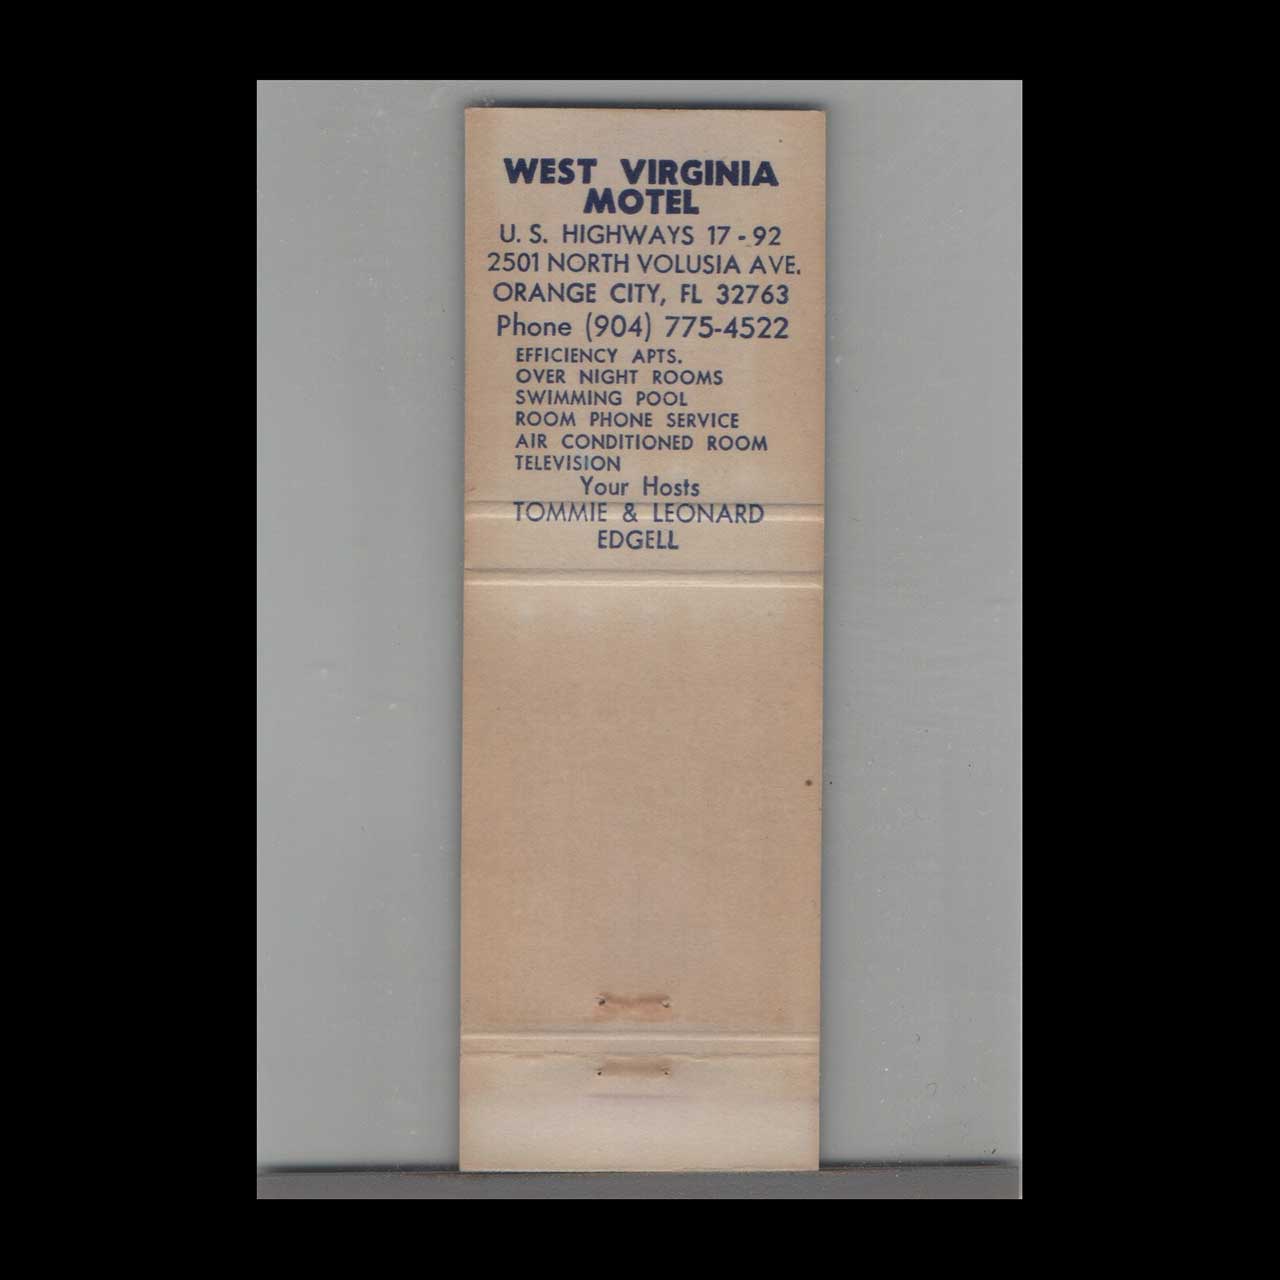 WEST VIRGINIA
MOTEL
U. S. HIGHWAYS 17 - 92
2501 NORTH VOLUSIA AVE.
ORANGE CITY, FL 32763
Phone (904) 775-4522
EFFICIENCY APTS.
OVER NIGHT ROOMS
SWIMMING POOL
ROOM PHONE SERVICE
AIR CONDITIONED ROOM
TELEVISION
Your Hosts
TOMMIE & LEONARD
EDGELL